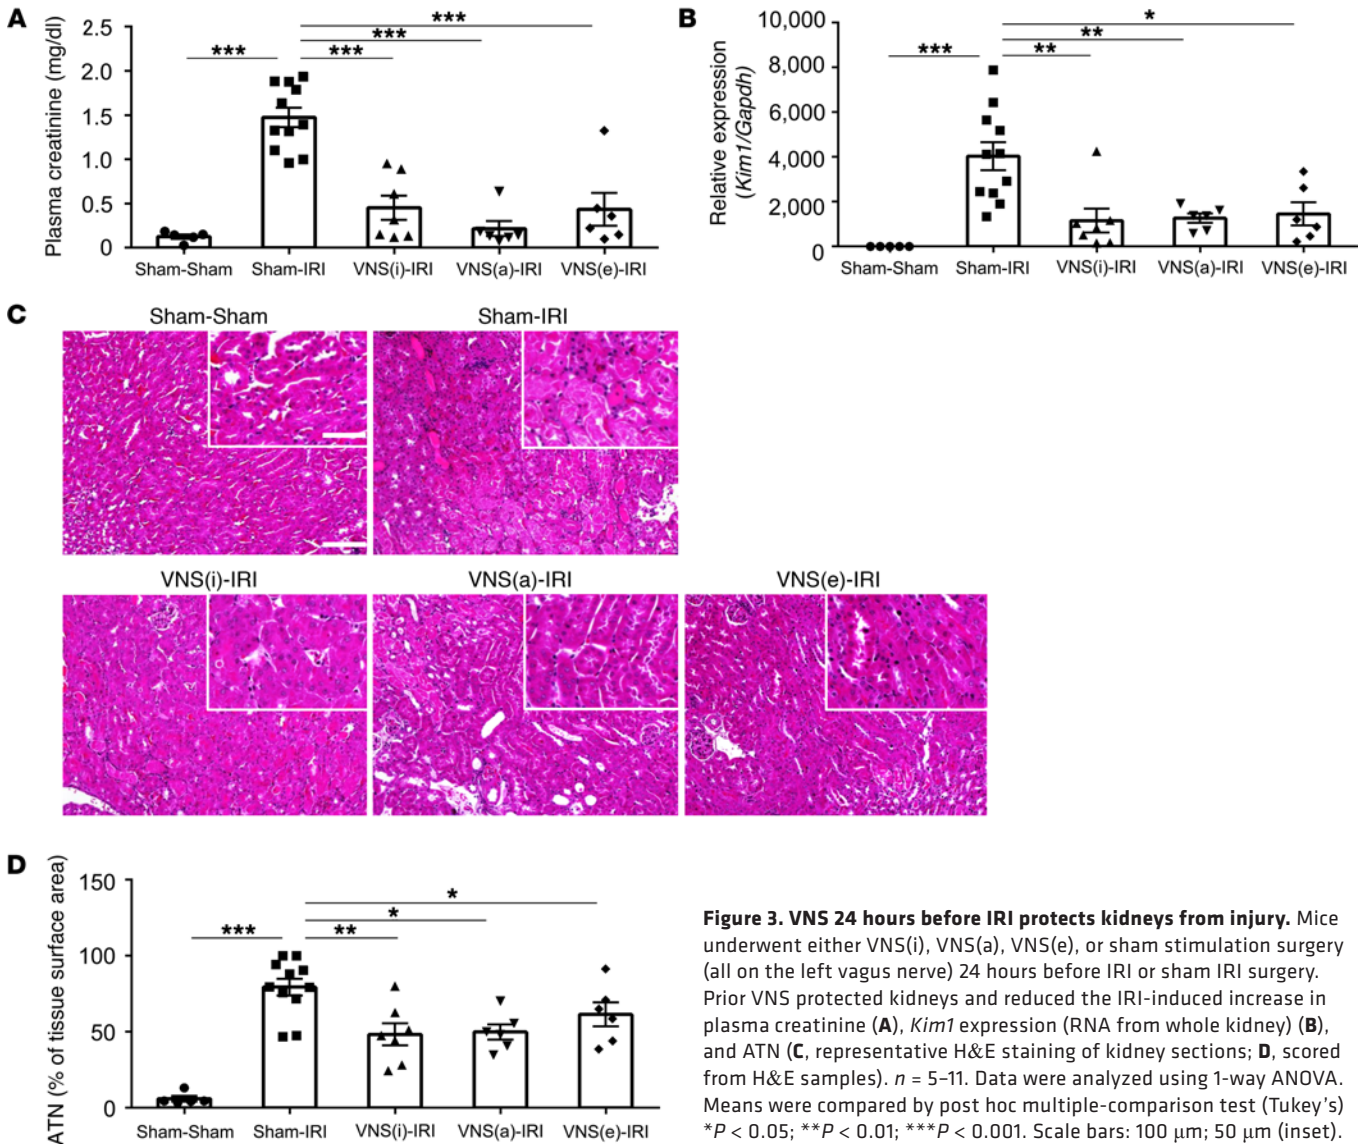 A
Plasma creatinine (mg/dl)
2.5
2.0
1.5
1.0
0.5
0
***
***
***
***
Sham-Sham
Sham-IRI
VNS(i)-IRI
VNS(a)-IRI
VNS(e)-IRI
B
Relative expression
(Kim1/Gapdh)
10,000
8,000
6,000
4,000
2,000
0
***
**
**
*
Sham-Sham
Sham-IRI
VNS(i)-IRI
VNS(a)-IRI
VNS(e)-IRI
C
Sham-Sham
Sham-IRI
VNS(i)-IRI
VNS(a)-IRI
VNS(e)-IRI
D
ATN (% of tissue surface area)
150
100
50
0
***
**
*
*
Sham-Sham
Sham-IRI
VNS(i)-IRI
VNS(a)-IRI
VNS(e)-IRI
Figure 3. VNS 24 hours before IRI protects kidneys from injury. Mice
underwent either VNS(i), VNS(a), VNS(e), or sham stimulation surgery
(all on the left vagus nerve) 24 hours before IRI or sham IRI surgery.
Prior VNS protected kidneys and reduced the IRI-induced increase in
plasma creatinine (A), Kim1 expression (RNA from whole kidney) (B),
and ATN (C, representative H&E staining of kidney sections; D, scored
from H&E samples). n = 5–11. Data were analyzed using 1-way ANOVA.
Means were compared by post hoc multiple-comparison test (Tukey's)
*P < 0.05; **P < 0.01; ***P < 0.001. Scale bars: 100 μm; 50 μm (inset).